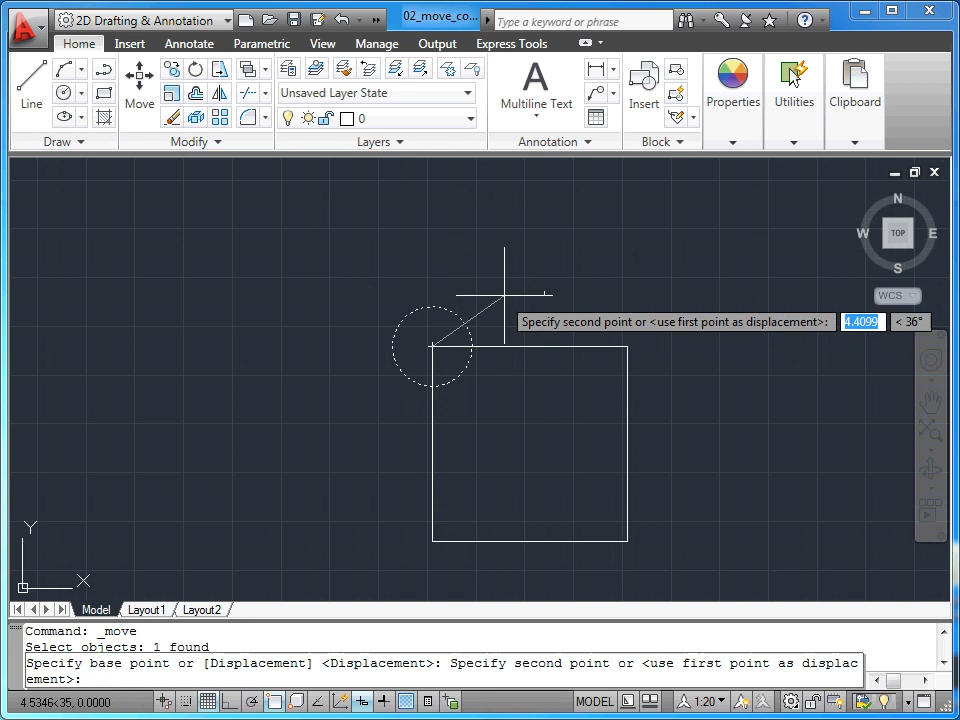 2D Drafting & Annotation
02_move_co...
Type a keyword or phrase
Home Insert Annotate Parametric View Manage Output Express Tools
Line
Move
Unsaved Layer State
0
Multiline Text
Insert
Properties
Utilities
Clipboard
Draw Modify Layers Annotation Block
N
W TOP E
S
WCS
Specify second point or <use first point as displacement>: 4.4099 < 36°
Y
X
Model Layout1 Layout2
Command: _move
Select objects: 1 found
Specify base point or [Displacement] <Displacement>: Specify second point or <use first point as displac
ement>:
4.5346<35, 0.0000 MODEL 1:20